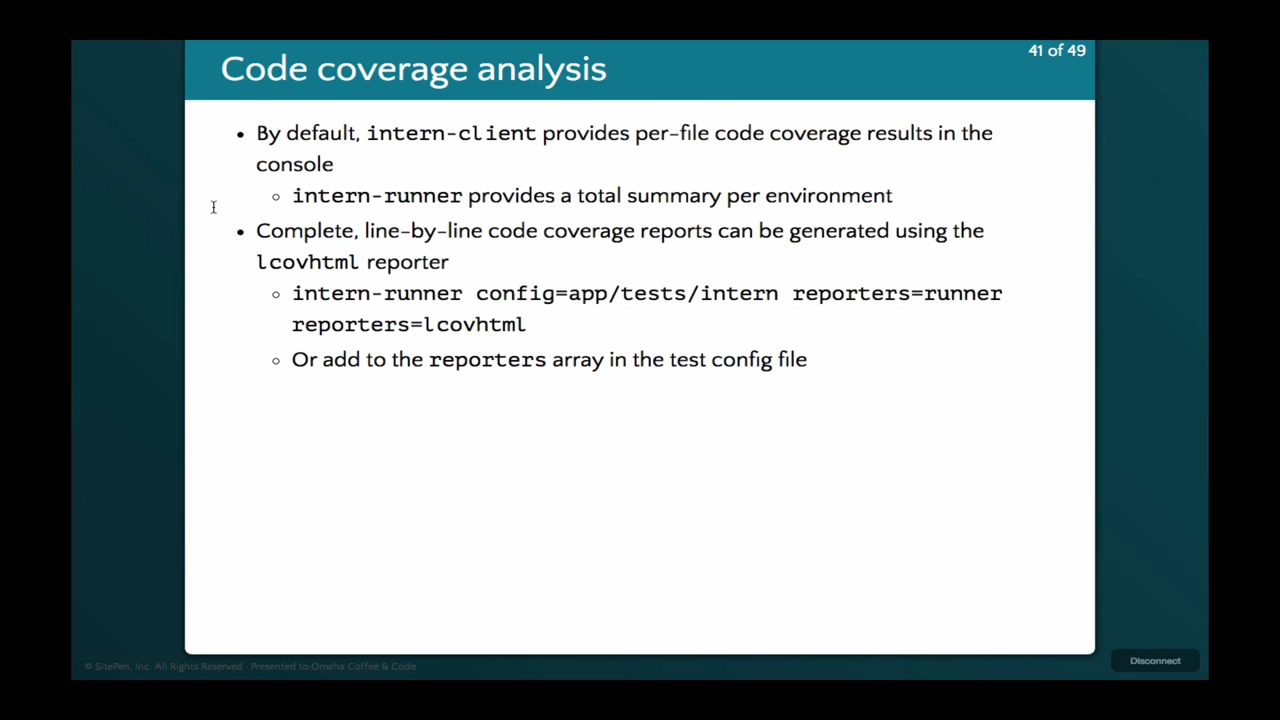 41 of 49
Code coverage analysis
• By default, intern-client provides per-file code coverage results in the
console
◦ intern-runner provides a total summary per environment
• Complete, line-by-line code coverage reports can be generated using the
lcovhtml reporter
◦ intern-runner config=app/tests/intern reporters=runner
reporters=lcovhtml
◦ Or add to the reporters array in the test config file
© SitePen, Inc. All Rights Reserved · Presented to Omaha Coffee & Code
Disconnect